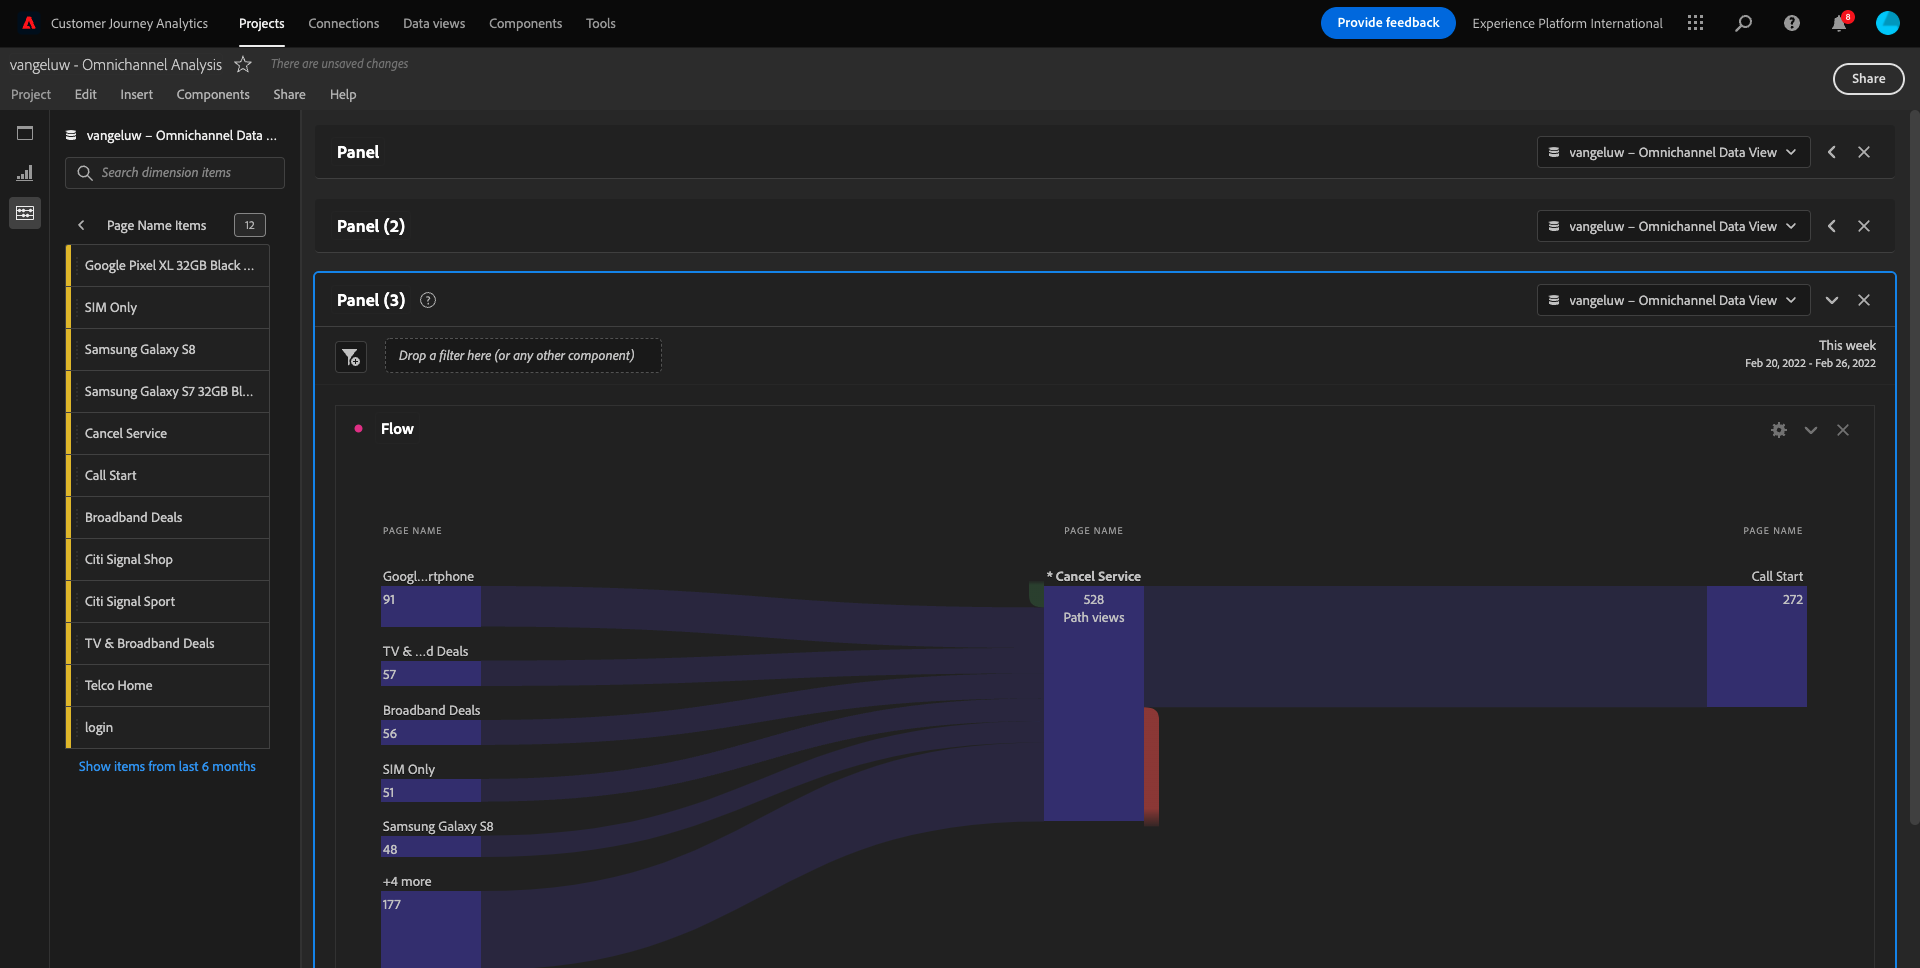 Customer Journey Analytics
Projects
Connections
Data views
Components
Tools
Provide feedback
Experience Platform International
8
vangeluw - Omnichannel Analysis
There are unsaved changes
Project
Edit
Insert
Components
Share
Help
Share
vangeluw – Omnichannel Data ...
Search dimension items
Page Name Items
12
Google Pixel XL 32GB Black ...
SIM Only
Samsung Galaxy S8
Samsung Galaxy S7 32GB Bl...
Cancel Service
Call Start
Broadband Deals
Citi Signal Shop
Citi Signal Sport
TV & Broadband Deals
Telco Home
login
Show items from last 6 months
Panel
vangeluw – Omnichannel Data View
Panel (2)
vangeluw – Omnichannel Data View
Panel (3)
?
vangeluw – Omnichannel Data View
Drop a filter here (or any other component)
This week
Feb 20, 2022 - Feb 26, 2022
Flow
PAGE NAME
PAGE NAME
PAGE NAME
Googl...rtphone
91
TV & ...d Deals
57
Broadband Deals
56
SIM Only
51
Samsung Galaxy S8
48
+4 more
177
* Cancel Service
528
Path views
Call Start
272